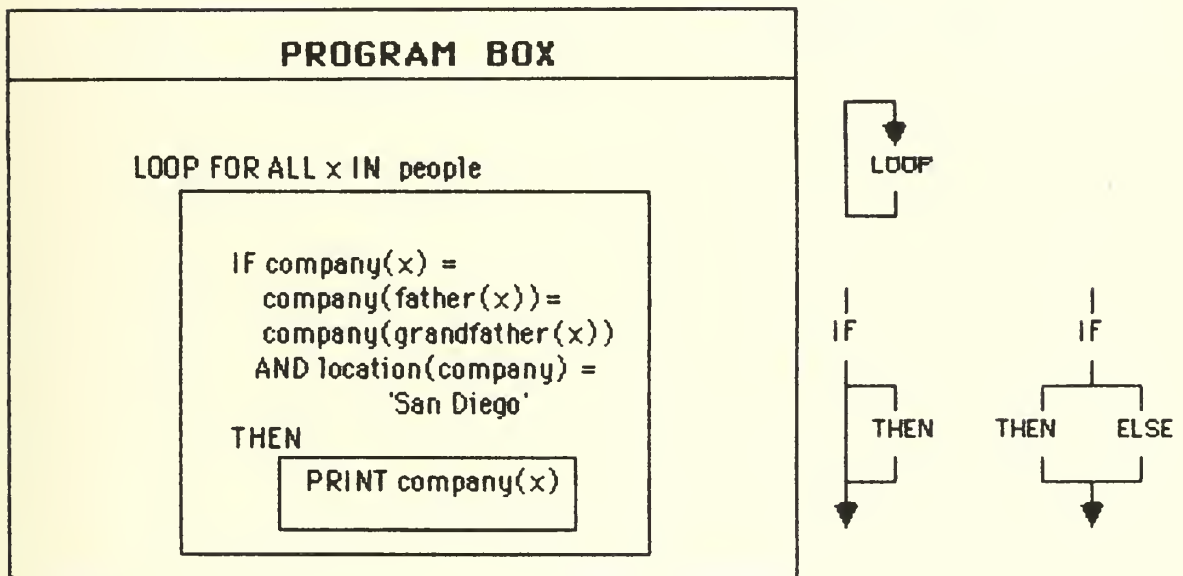 PROGRAM BOX
LOOP FOR ALL x IN people
IF company(x) =
company(father(x))=
company(grandfather(x))
AND location(company) =
'San Diego'
THEN
PRINT company(x)
LOOP
IF
THEN
IF
THEN ELSE